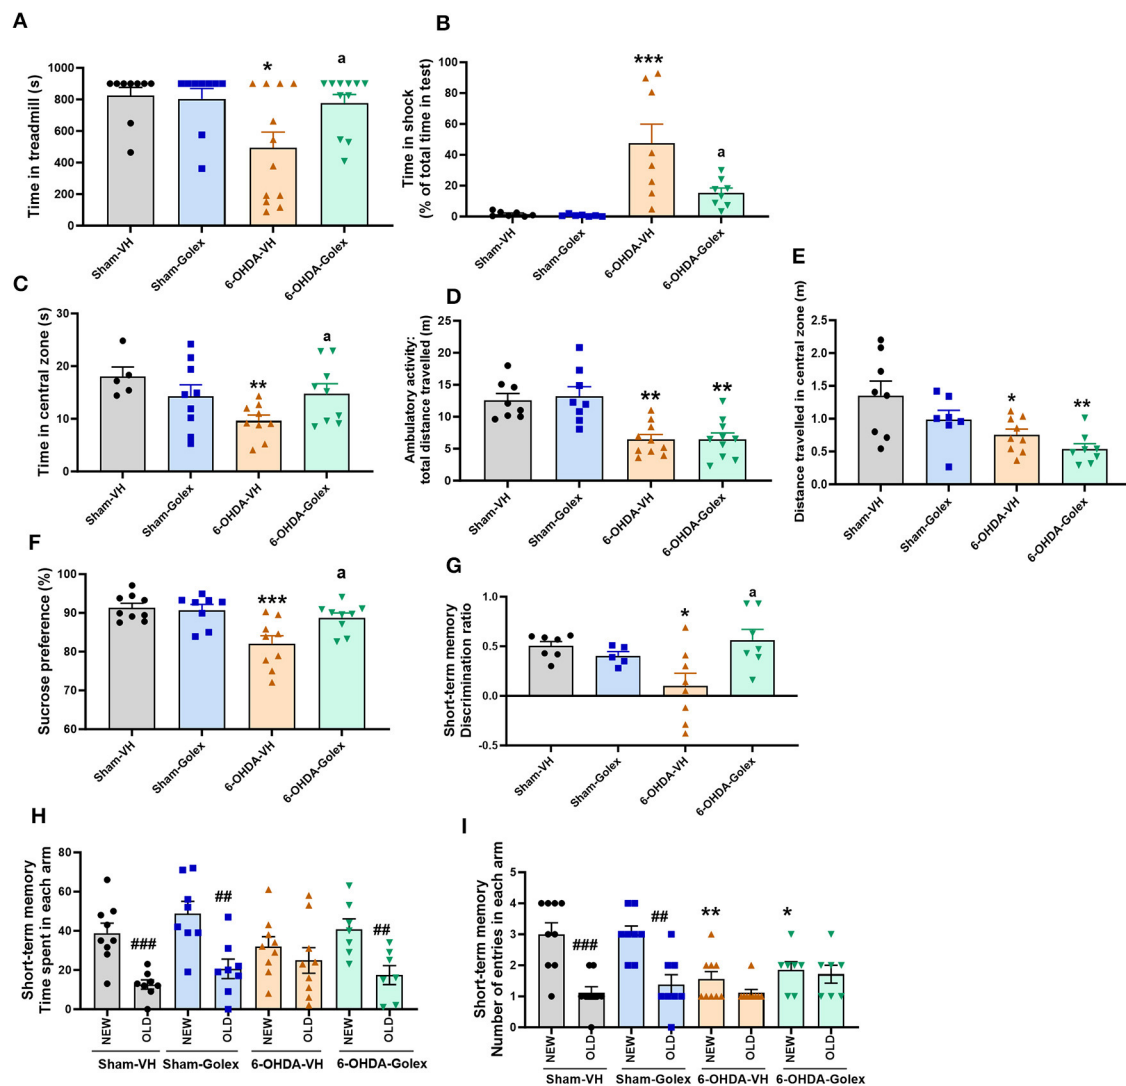 A
Time in treadmill (s)
1000
800
600
400
200
0
*
a
Sham-VH
Sham-Golex
6-OHDA-VH
6-OHDA-Golex
B
Time in shock
(% of total time in test)
100
80
60
40
20
0
***
a
Sham-VH
Sham-Golex
6-OHDA-VH
6-OHDA-Golex
C
Time in central zone (s)
30
20
10
0
**
a
Sham-VH
Sham-Golex
6-OHDA-VH
6-OHDA-Golex
D
Ambulatory activity:
total distance travelled (m)
25
20
15
10
5
0
**
**
Sham-VH
Sham-Golex
6-OHDA-VH
6-OHDA-Golex
E
Distance travelled in central zone (m)
2.5
2.0
1.5
1.0
0.5
0.0
*
**
Sham-VH
Sham-Golex
6-OHDA-VH
6-OHDA-Golex
F
Sucrose preference (%)
100
90
80
70
60
***
a
Sham-VH
Sham-Golex
6-OHDA-VH
6-OHDA-Golex
G
Short-term memory
Discrimination ratio
1.0
0.5
0.0
-0.5
*
a
Sham-VH
Sham-Golex
6-OHDA-VH
6-OHDA-Golex
H
Short-term memory
Time spent in each arm
80
60
40
20
0
###
##
##
NEW OLD NEW OLD NEW OLD NEW OLD
Sham-VH Sham-Golex 6-OHDA-VH 6-OHDA-Golex
I
Short-term memory
Number of entries in each arm
5
4
3
2
1
0
###
##
**
*
NEW OLD NEW OLD NEW OLD NEW OLD
Sham-VH Sham-Golex 6-OHDA-VH 6-OHDA-Golex